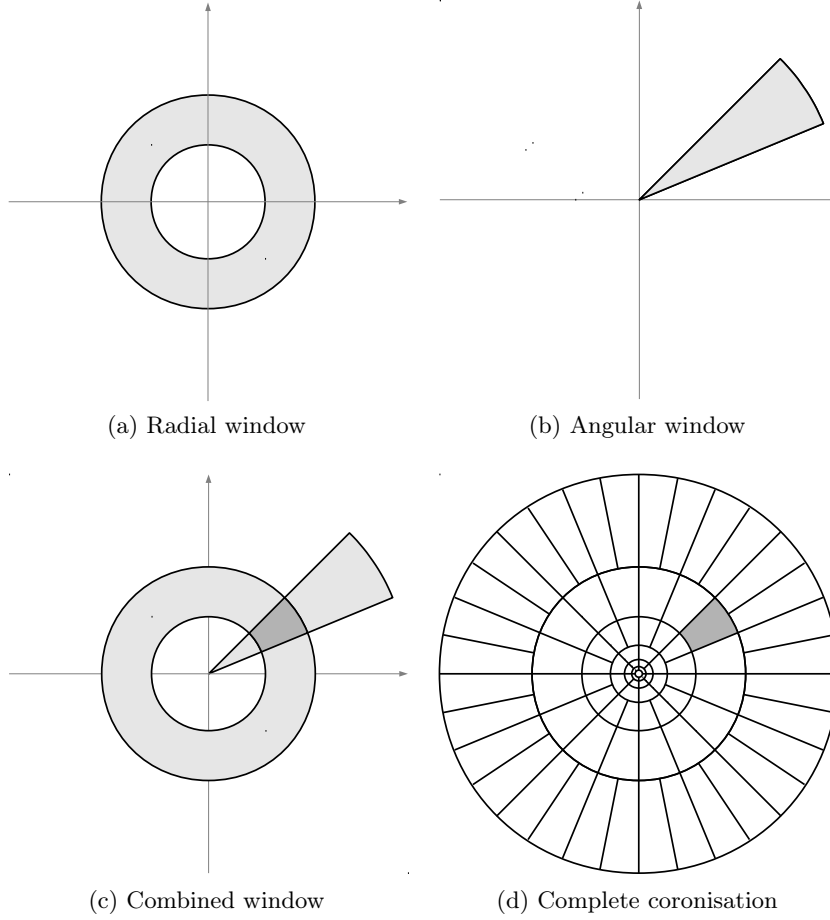 (a) Radial window
(b) Angular window
(c) Combined window
(d) Complete coronisation